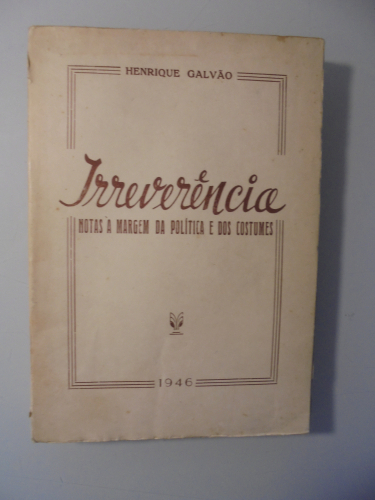 HENRIQUE GALVÃO
Irreverência
NOTAS À MARGEM DA POLÍTICA E DOS COSTUMES
1946